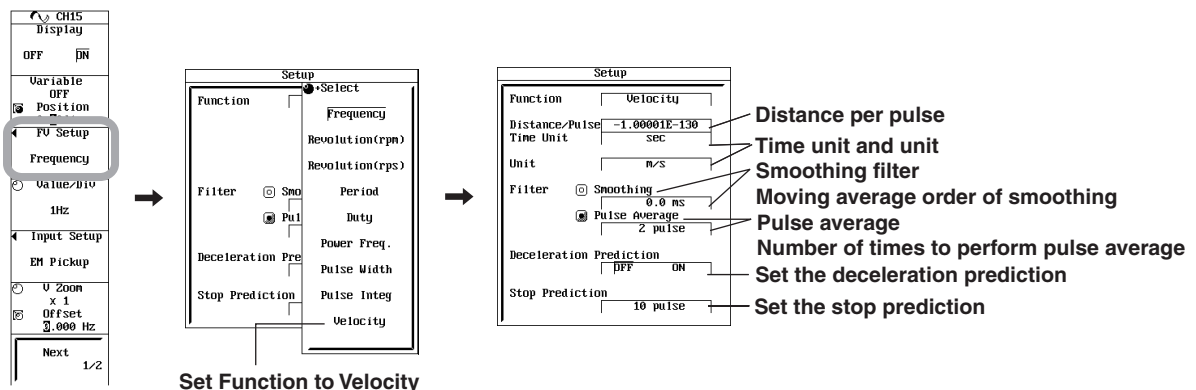 CH15
Display
OFF ON
Variable
OFF
Position
FV Setup
Frequency
Value/Div
1Hz
Input Setup
EM Pickup
V Zoom
x 1
Offset
0.000 Hz
Next
1/2
Setup
Function
Filter
Smo
Pul
Deceleration Pre
Stop Prediction
+Select
Frequency
Revolution(rpm)
Revolution(rps)
Period
Duty
Power Freq.
Pulse Width
Pulse Integ
Velocity
Set Function to Velocity
Setup
Function Velocity
Distance/Pulse -1.00001E-130
Time Unit sec
Unit m/s
Filter Smoothing
0.0 ms
Pulse Average
2 pulse
Deceleration Prediction
OFF ON
Stop Prediction
10 pulse
Distance per pulse
Time unit and unit
Smoothing filter
Moving average order of smoothing
Pulse average
Number of times to perform pulse average
Set the deceleration prediction
Set the stop prediction